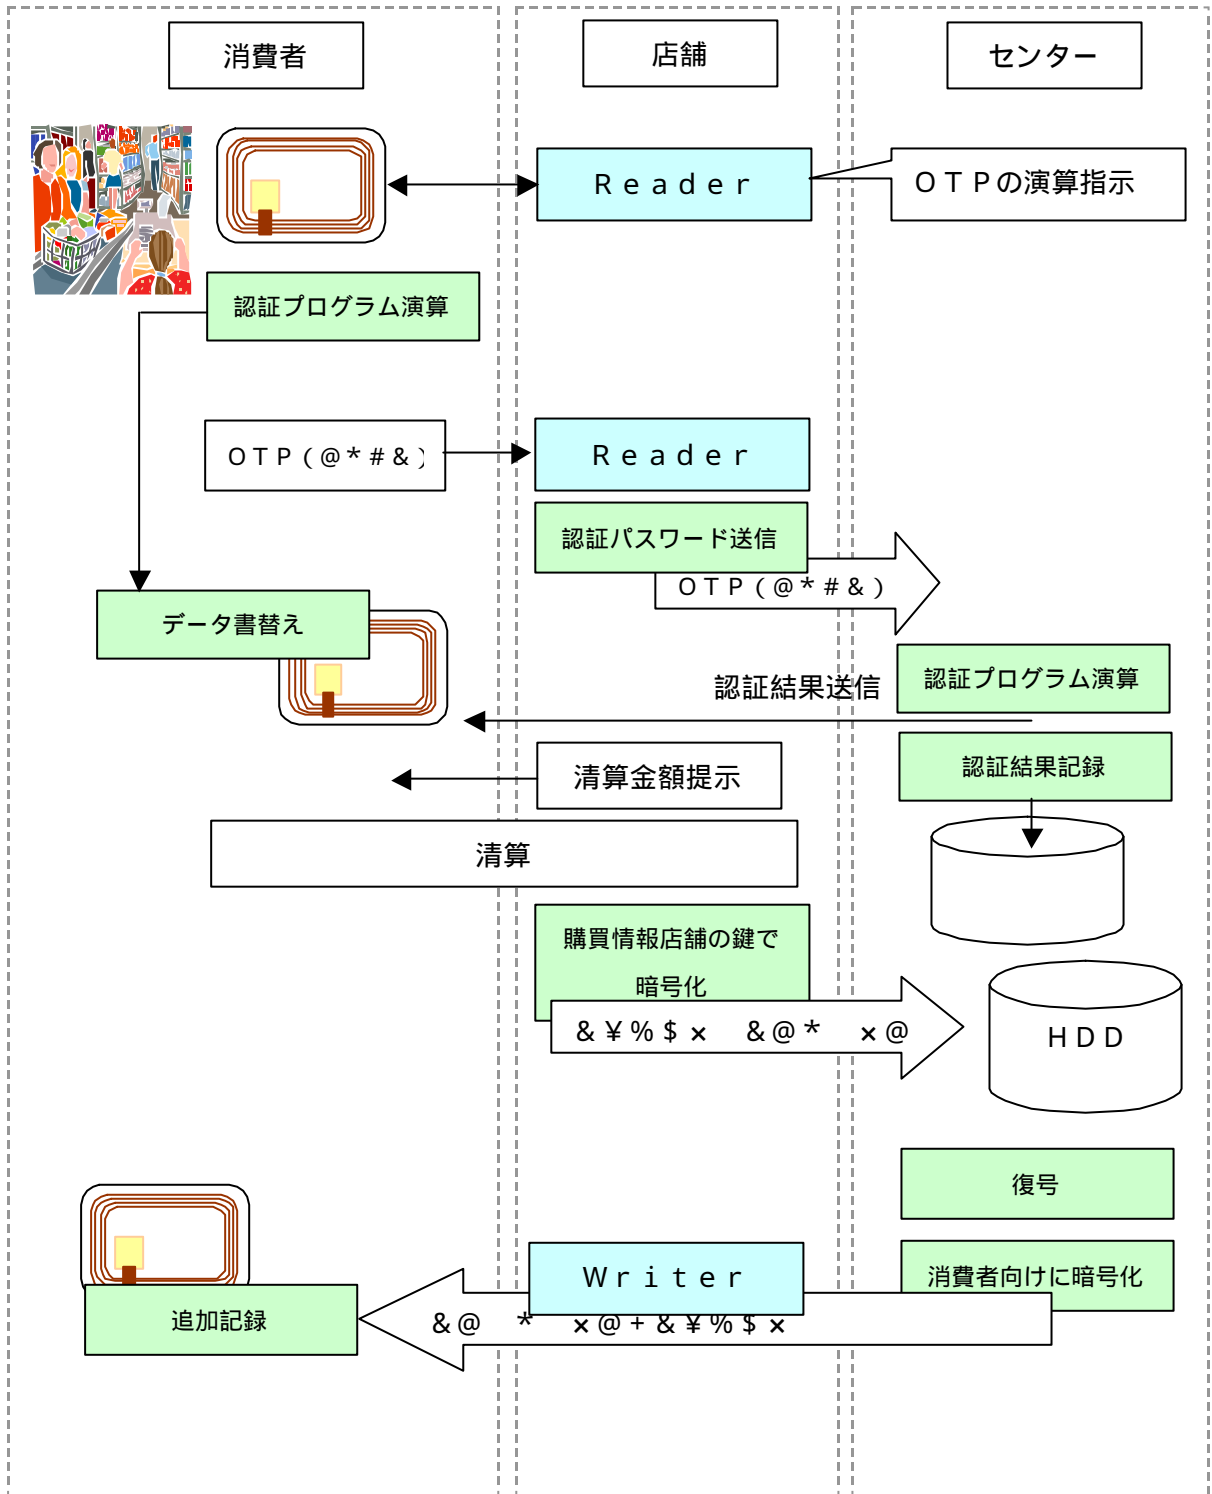 消費者
店舗
センター
Ｒｅａｄｅｒ
ＯＴＰの演算指示
認証プログラム演算
ＯＴＰ（＠＊＃＆）
Ｒｅａｄｅｒ
認証パスワード送信
ＯＴＰ（＠＊＃＆）
データ書替え
認証結果送信
認証プログラム演算
認証結果記録
清算金額提示
清算
購買情報店舗の鍵で
暗号化
＆￥％＄×　＆＠＊　×＠
ＨＤＤ
復号
Ｗｒｉｔｅｒ
消費者向けに暗号化
追加記録
＆＠　＊　×＠＋＆￥％＄×